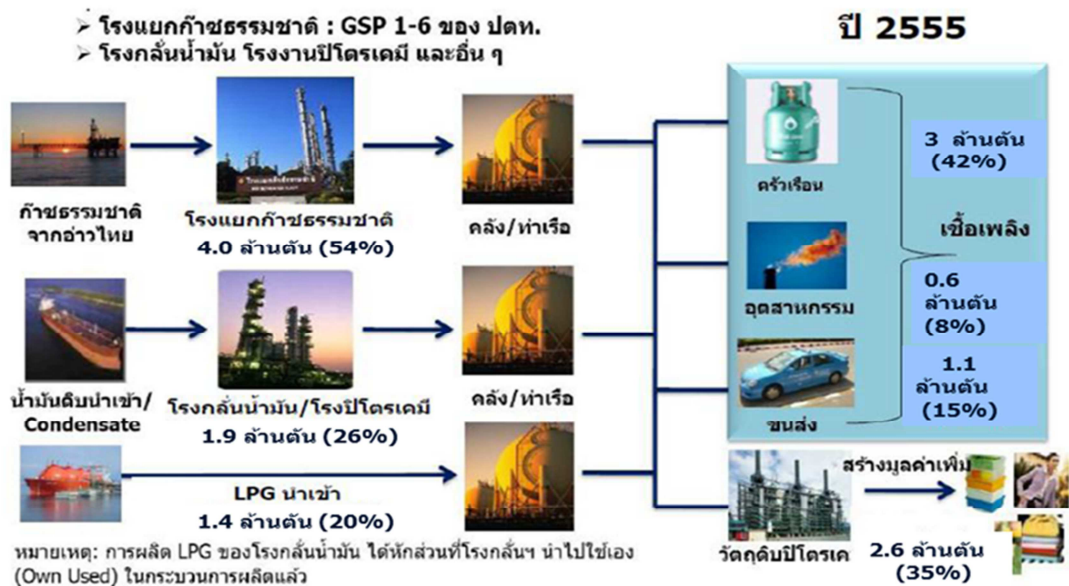 ➢ โรงแยกก๊าซธรรมชาติ : GSP 1-6 ของ ปตท.
➢ โรงกลั่นน้ำมัน โรงงานปิโตรเคมี และอื่น ๆ
ปี 2555
ก๊าซธรรมชาติ
จากอ่าวไทย
โรงแยกก๊าซธรรมชาติ
4.0 ล้านตัน (54%)
คลัง/ท่าเรือ
น้ำมันดิบนำเข้า/
Condensate
โรงกลั่นน้ำมัน/โรงปิโตรเคมี
1.9 ล้านตัน (26%)
คลัง/ท่าเรือ
LPG นำเข้า
1.4 ล้านตัน (20%)
ครัวเรือน
3 ล้านตัน
(42%)
เชื้อเพลิง
อุตสาหกรรม
0.6
ล้านตัน
(8%)
ขนส่ง
1.1
ล้านตัน
(15%)
สร้างมูลค่าเพิ่ม
วัตถุดิบปิโตรเค
2.6 ล้านตัน
(35%)
หมายเหตุ: การผลิต LPG ของโรงกลั่นน้ำมัน ได้หักส่วนที่โรงกลั่นฯ นำไปใช้เอง
(Own Used) ในกระบวนการผลิตแล้ว